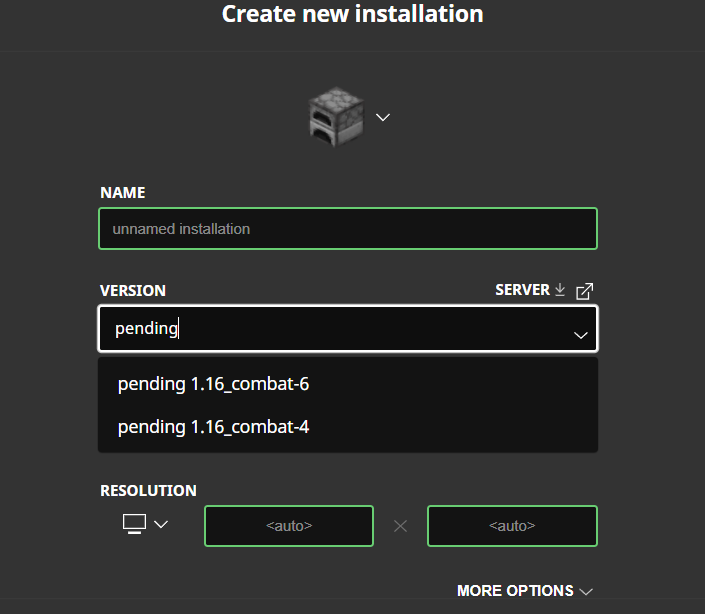 Create new installation
NAME
unnamed installation
VERSION
SERVER
pending
pending 1.16_combat-6
pending 1.16_combat-4
RESOLUTION
<auto>
<auto>
MORE OPTIONS